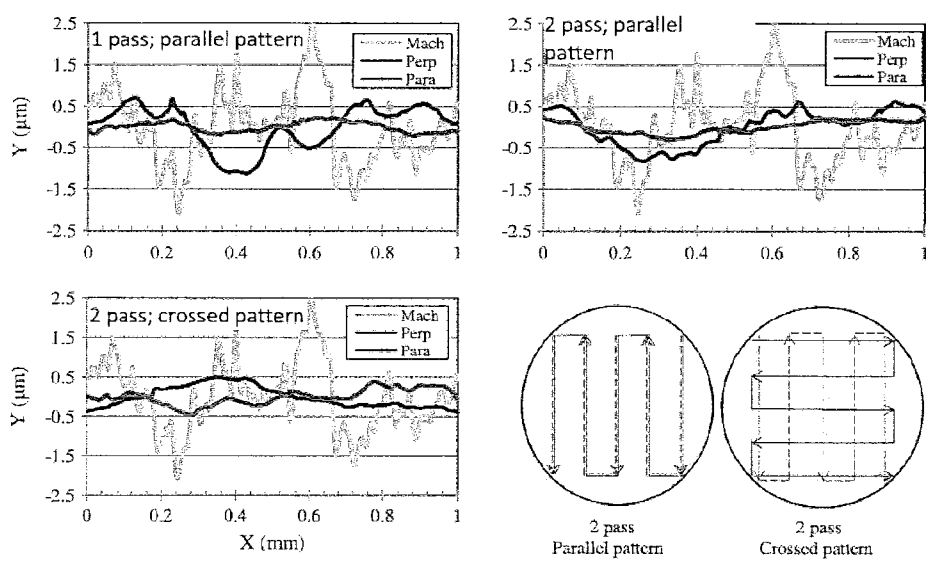 1 pass; parallel pattern
Mach
Perp
Para
Y (µm)
2.5
1.5
0.5
-0.5
-1.5
-2.5
0
0.2
0.4
0.6
0.8
1
2 pass; parallel
pattern
Mach
Perp
Para
2.5
1.5
0.5
-0.5
-1.5
-2.5
0
0.2
0.4
0.6
0.8
1
2 pass; crossed pattern
Mach
Perp
Para
Y (µm)
2.5
1.5
0.5
-0.5
-1.5
-2.5
0
0.2
0.4
0.6
0.8
1
X (mm)
2 pass
Parallel pattern
2 pass
Crossed pattern